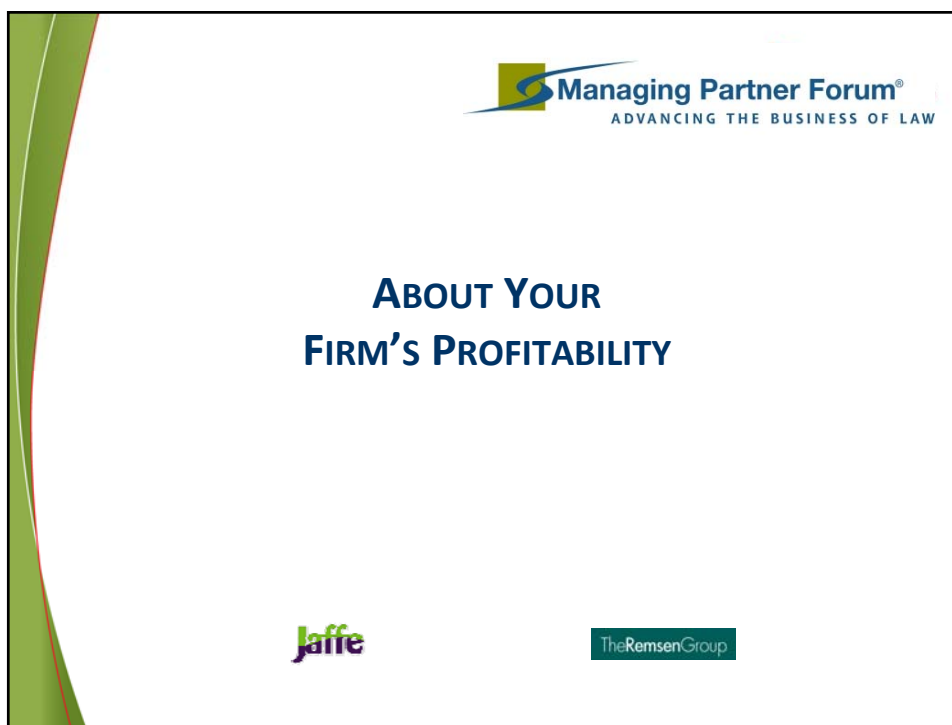 Managing Partner Forum®
ADVANCING THE BUSINESS OF LAW
ABOUT YOUR
FIRM’S PROFITABILITY
Jaffe
TheRemsenGroup